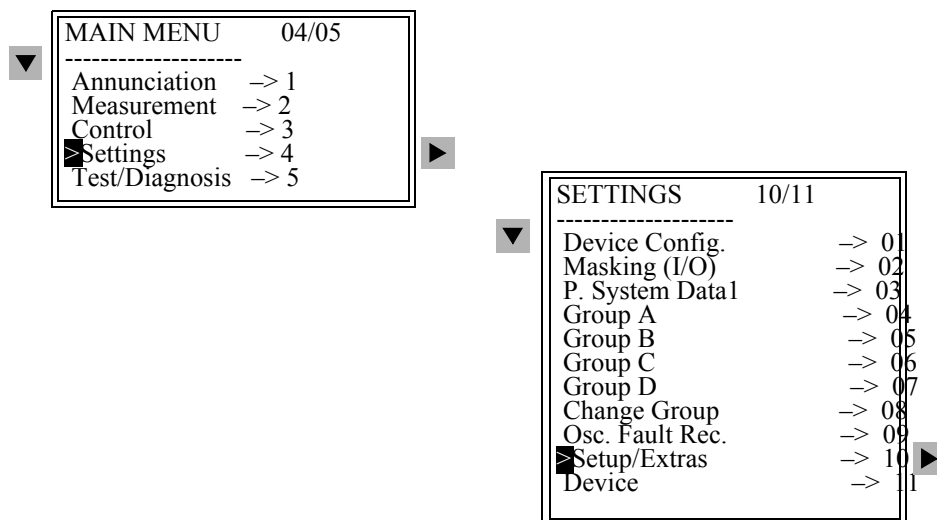 MAIN MENU 04/05
--------------------
Annunciation –> 1
Measurement –> 2
Control –> 3
>Settings –> 4
Test/Diagnosis –> 5
SETTINGS 10/11
--------------------
Device Config. –> 01
Masking (I/O) –> 02
P. System Data1 –> 03
Group A –> 04
Group B –> 05
Group C –> 06
Group D –> 07
Change Group –> 08
Osc. Fault Rec. –> 09
>Setup/Extras –> 10
Device –> 11